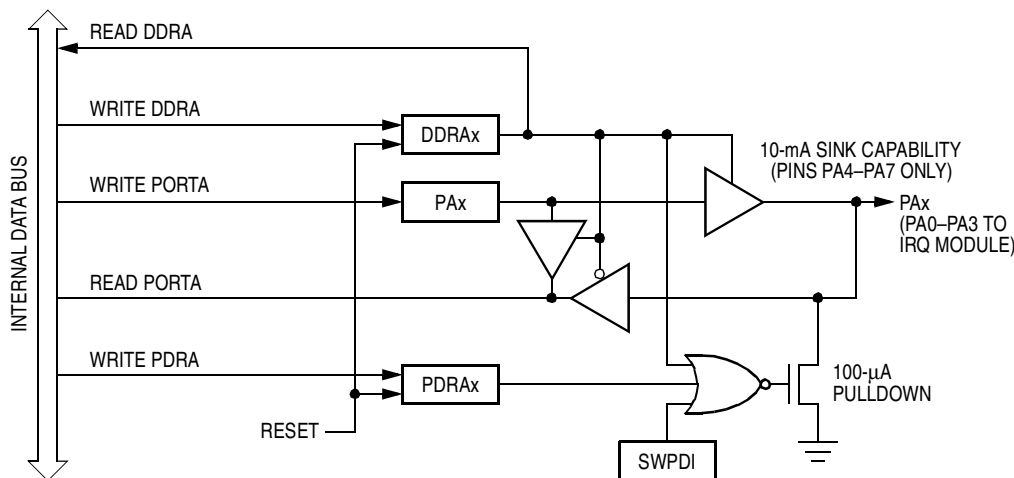 READ DDRA
WRITE DDRA
DDRAx
10-mA SINK CAPABILITY
(PINS PA4–PA7 ONLY)
WRITE PORTA
PAx
PAx
(PA0–PA3 TO
IRQ MODULE)
INTERNAL DATA BUS
READ PORTA
WRITE PDRA
PDRAx
100-μA
PULLDOWN
RESET
SWPDI